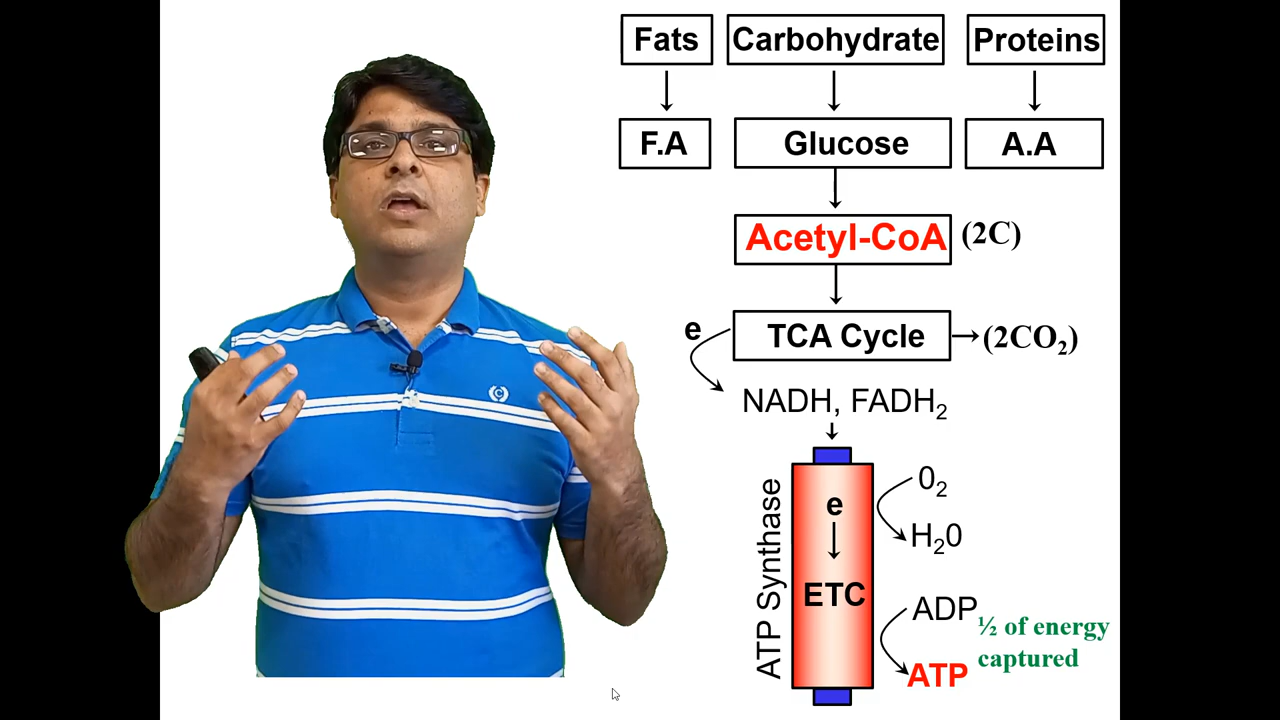 Fats
Carbohydrate
Proteins
F.A
Glucose
A.A
Acetyl-CoA (2C)
e
TCA Cycle
(2CO₂)
NADH, FADH₂
ATP Synthase
e
ETC
0₂
H₂0
ADP
½ of energy
captured
ATP
C